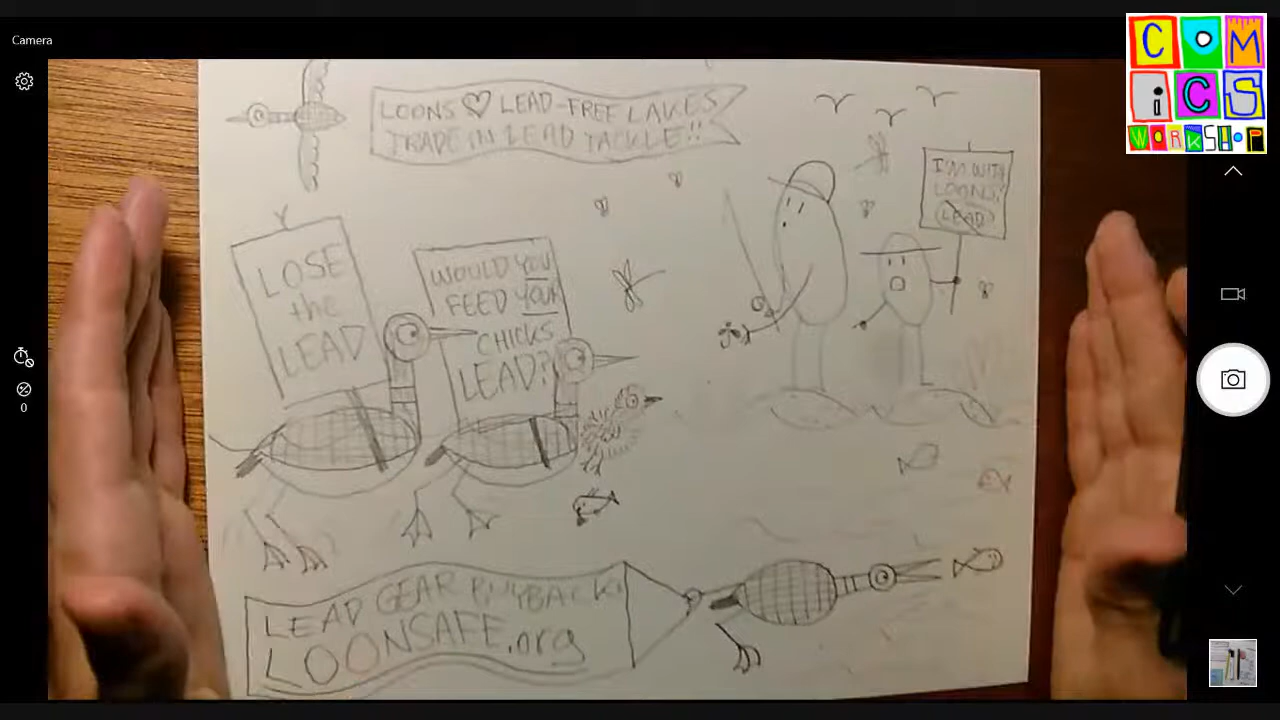 Camera
COMiCS
WORKSHOP
LOONS ♡ LEAD-FREE LAKES
TRADE IN LEAD TACKLE!!
I'M WITH
LOONS!
LEAD
LOSE
the
LEAD
WOULD YOU
FEED YOUR
CHICKS
LEAD?
0
LEAD GEAR BUYBACK!
LOONSAFE.org